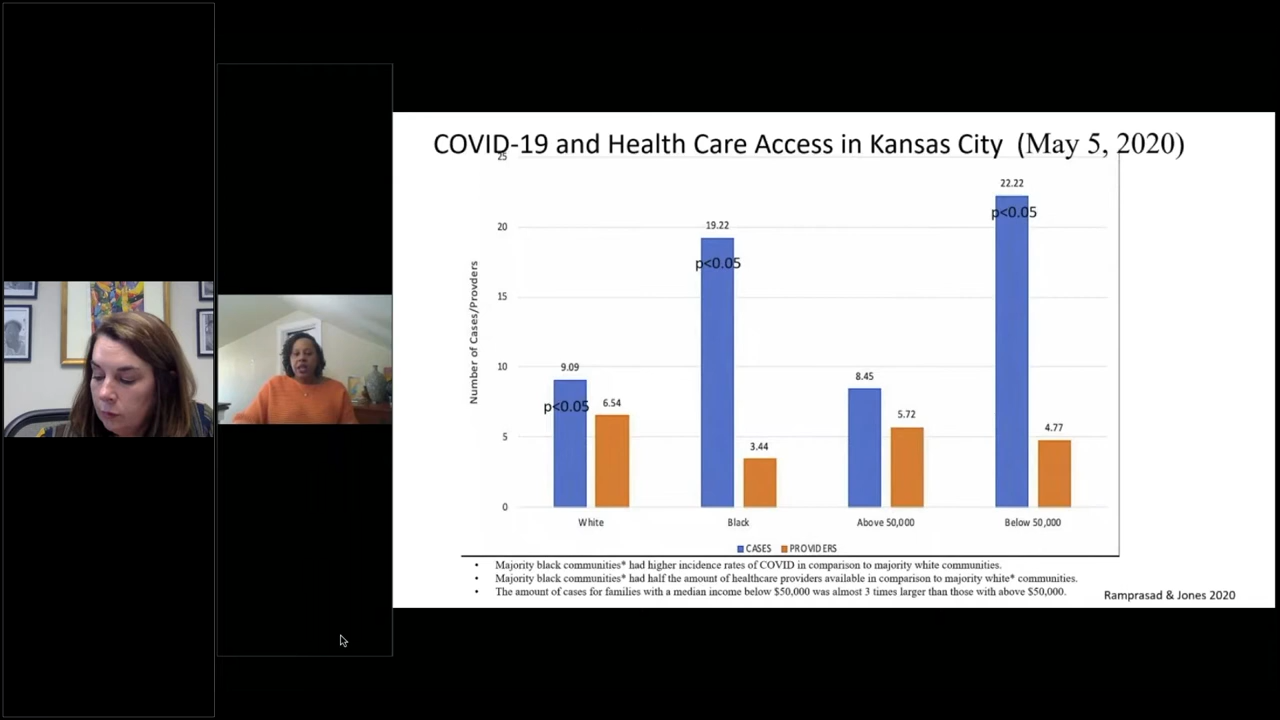 COVID-19 and Health Care Access in Kansas City (May 5, 2020)
Number of Cases/Provders
25
20
15
10
5
0
9.09
p<0.05
6.54
19.22
p<0.05
3.44
8.45
5.72
22.22
p<0.05
4.77
White
Black
Above 50,000
Below 50,000
CASES PROVIDERS
• Majority black communities* had higher incidence rates of COVID in comparison to majority white communities.
• Majority black communities* had half the amount of healthcare providers available in comparison to majority white* communities.
• The amount of cases for families with a median income below $50,000 was almost 3 times larger than those with above $50,000.
Ramprasad & Jones 2020